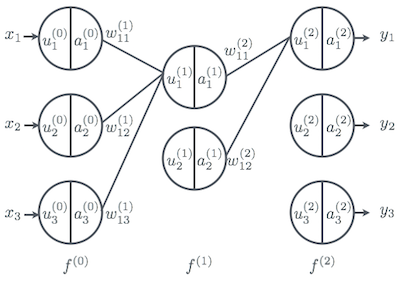 x_1 u_1^{(0)} a_1^{(0)} w_{11}^{(1)} u_1^{(1)} a_1^{(1)} w_{11}^{(2)} u_1^{(2)} a_1^{(2)} y_1
x_2 u_2^{(0)} a_2^{(0)} w_{12}^{(1)} u_2^{(1)} a_2^{(1)} w_{12}^{(2)} u_2^{(2)} a_2^{(2)} y_2
x_3 u_3^{(0)} a_3^{(0)} w_{13}^{(1)} u_3^{(2)} a_3^{(2)} y_3
f^{(0)} f^{(1)} f^{(2)}